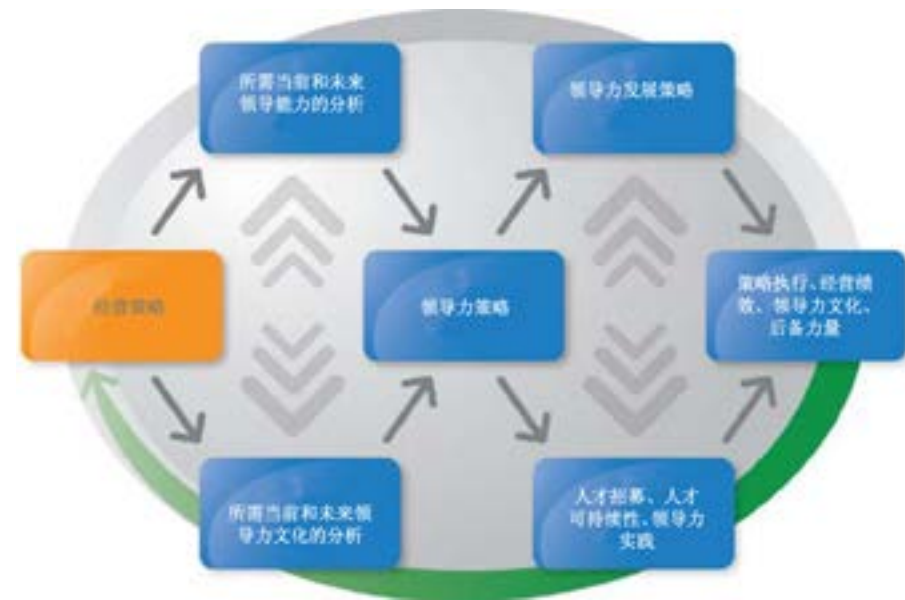 所需当前和未来
领导能力的分析
领导力发展策略
经营策略
领导力策略
策略执行、经营绩
效、领导力文化、
后备力量
所需当前和未来领
导力文化的分析
人才招募、人才
可持续性、领导力
实践